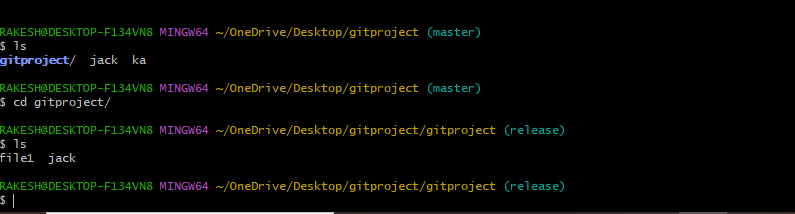 RAKESH@DESKTOP-F134VN8 MINGW64 ~/OneDrive/Desktop/gitproject (master)
$ ls
gitproject/  jack  ka
RAKESH@DESKTOP-F134VN8 MINGW64 ~/OneDrive/Desktop/gitproject (master)
$ cd gitproject/
RAKESH@DESKTOP-F134VN8 MINGW64 ~/OneDrive/Desktop/gitproject/gitproject (release)
$ ls
file1  jack
RAKESH@DESKTOP-F134VN8 MINGW64 ~/OneDrive/Desktop/gitproject/gitproject (release)
$